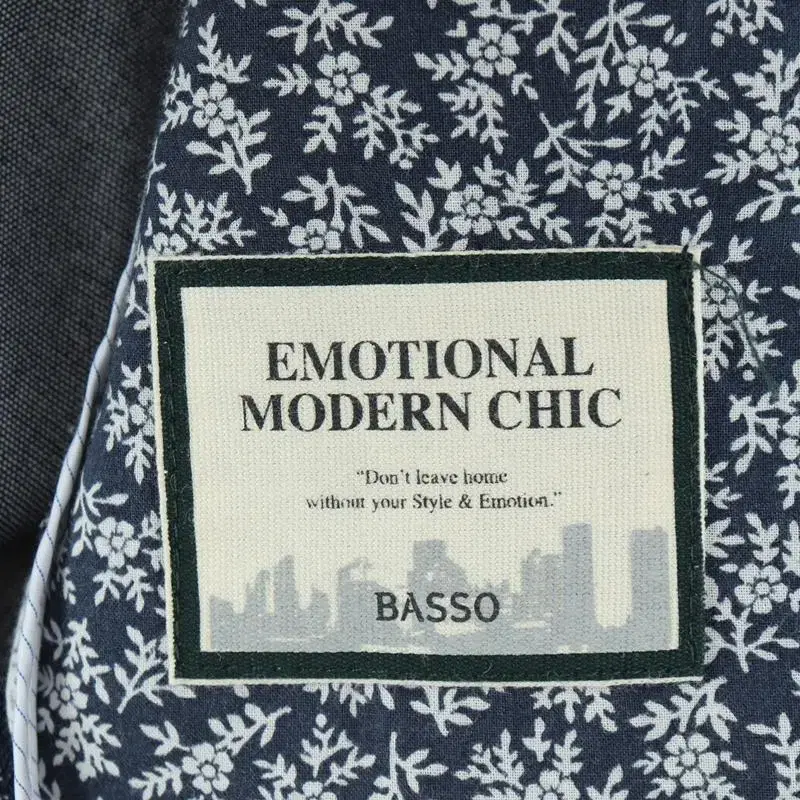 EMOTIONAL
MODERN CHIC
“Don't leave home
without your Style & Emotion.”
BASSO